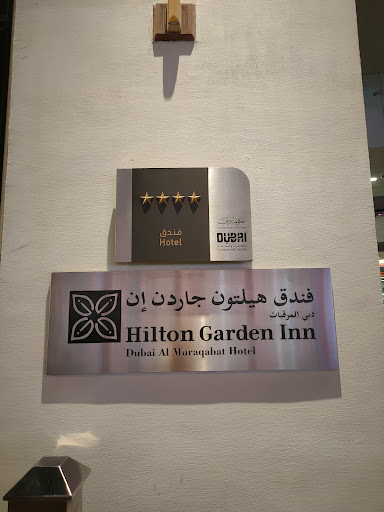 فندق
Hotel
DUBAI
فندق هيلتون جاردن إن
دبي المرقبات
Hilton Garden Inn
Dubai Al Muraqabat Hotel